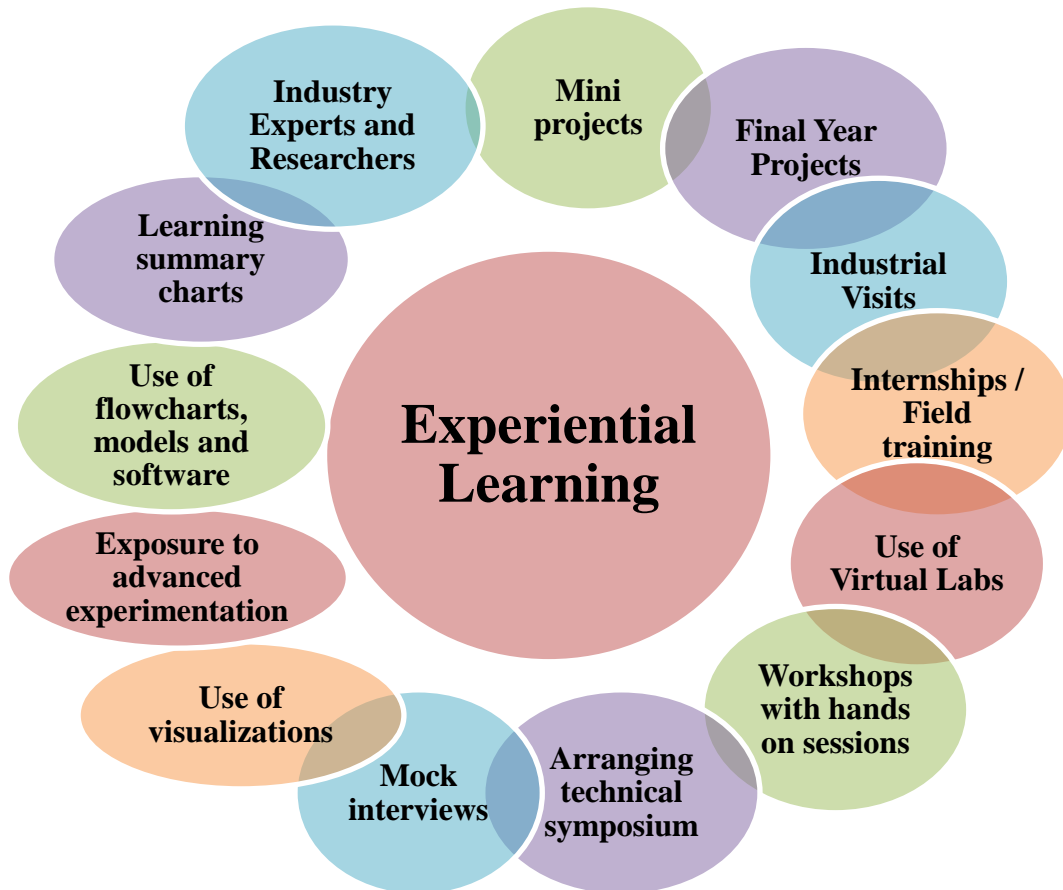 Mini
projects
Final Year
Projects
Industrial
Visits
Internships /
Field
training
Use of
Virtual Labs
Workshops
with hands
on sessions
Arranging
technical
symposium
Mock
interviews
Use of
visualizations
Exposure to
advanced
experimentation
Use of
flowcharts,
models and
software
Learning
summary
charts
Industry
Experts and
Researchers
Experiential
Learning